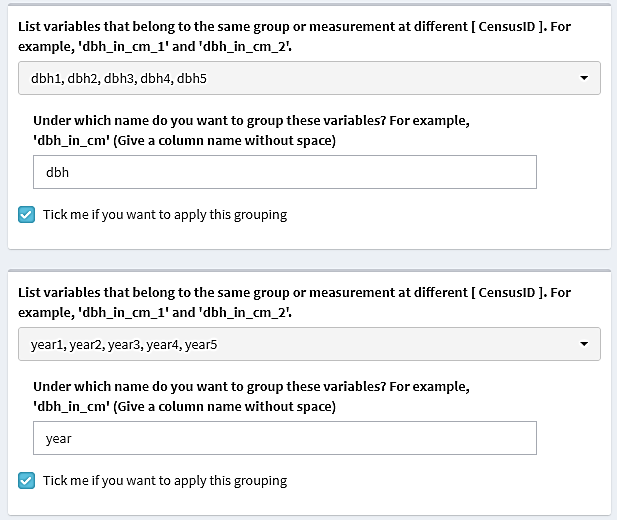 List variables that belong to the same group or measurement at different [ CensusID ]. For
example, 'dbh_in_cm_1' and 'dbh_in_cm_2'.
dbh1, dbh2, dbh3, dbh4, dbh5
Under which name do you want to group these variables? For example,
'dbh_in_cm' (Give a column name without space)
dbh
Tick me if you want to apply this grouping
List variables that belong to the same group or measurement at different [ CensusID ]. For
example, 'dbh_in_cm_1' and 'dbh_in_cm_2'.
year1, year2, year3, year4, year5
Under which name do you want to group these variables? For example,
'dbh_in_cm' (Give a column name without space)
year
Tick me if you want to apply this grouping